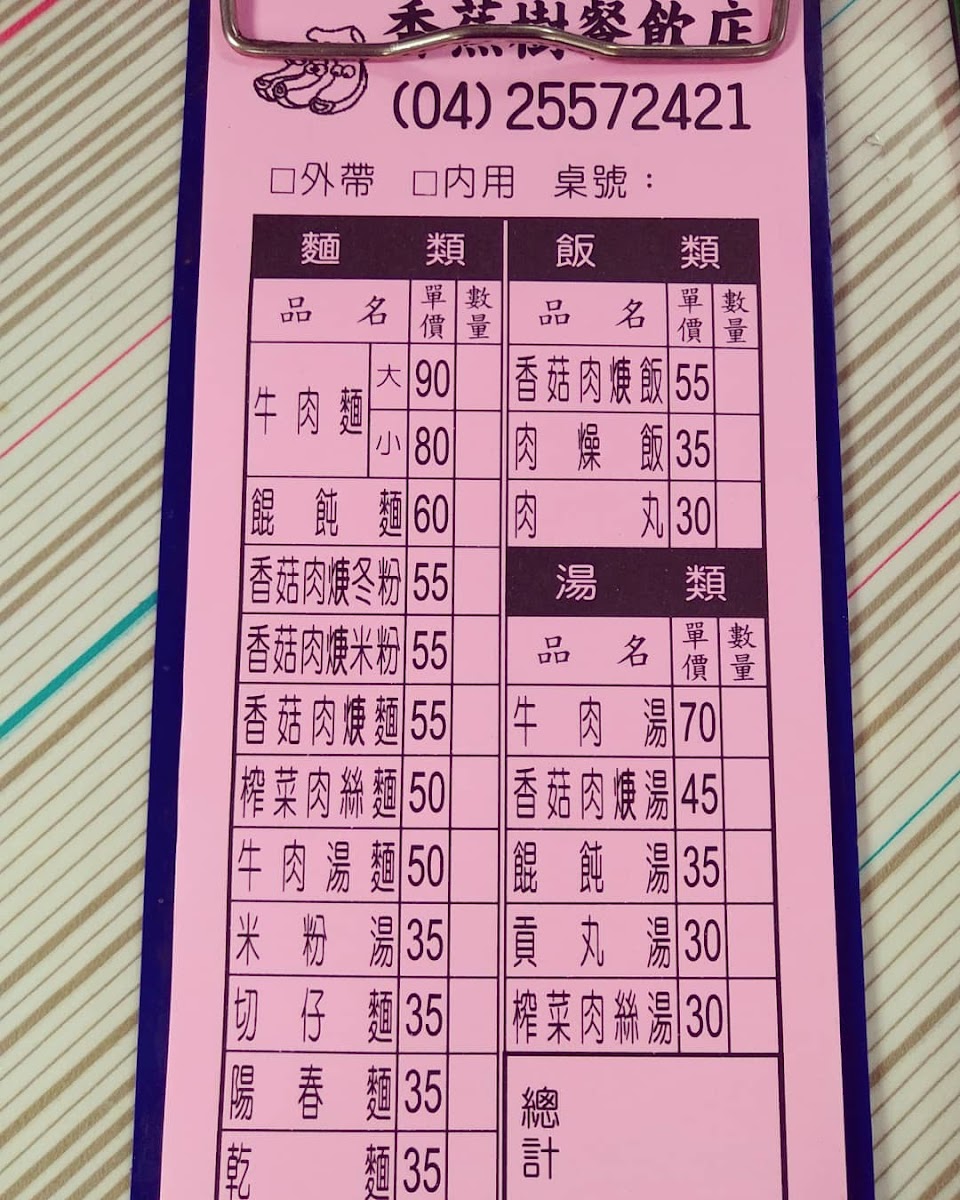 香蕉樹餐飲店
(04) 25572421
□外帶 □內用 桌號：
麵類
品名 單價 數量
牛肉麵 大 90
小 80
餛飩麵 60
香菇肉焿冬粉 55
香菇肉焿米粉 55
香菇肉焿麵 55
榨菜肉絲麵 50
牛肉湯麵 50
米粉湯 35
切仔麵 35
陽春麵 35
乾麵 35
飯類
品名 單價 數量
香菇肉焿飯 55
肉燥飯 35
肉丸 30
湯類
品名 單價 數量
牛肉湯 70
香菇肉焿湯 45
餛飩湯 35
貢丸湯 30
榨菜肉絲湯 30
總計